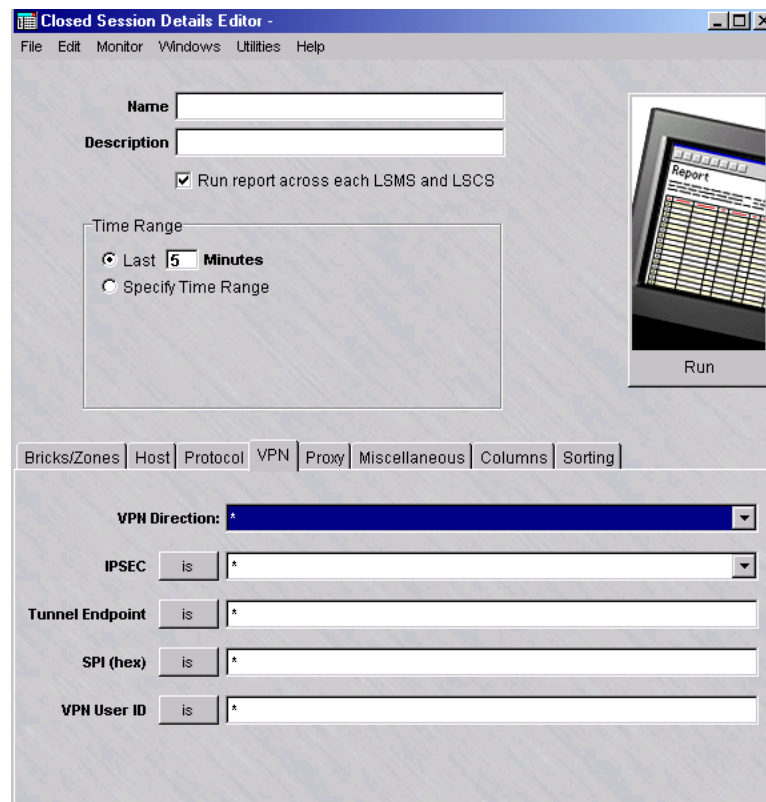 Closed Session Details Editor -
File Edit Monitor Windows Utilities Help
Name
Description
Run report across each LSMS and LSCS
Time Range
Last 5 Minutes
Specify Time Range
Report
Run
Bricks/Zones Host Protocol VPN Proxy Miscellaneous Columns Sorting
VPN Direction: *
IPSEC is *
Tunnel Endpoint is *
SPI (hex) is *
VPN User ID is *